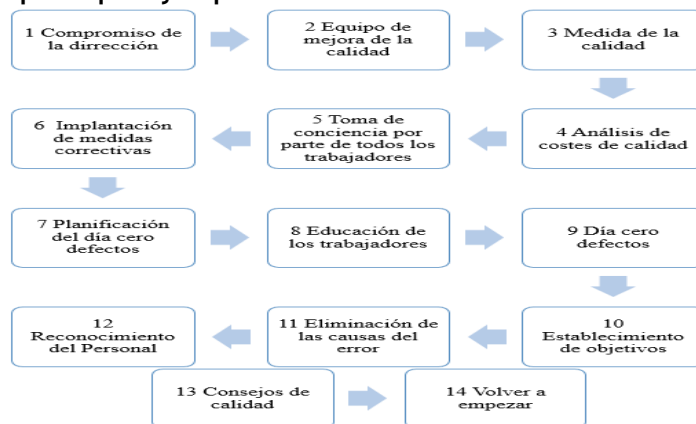 1 Compromiso de
la dirrección
2 Equipo de
mejora de la
calidad
3 Medida de la
calidad
6 Implantación
de medidas
correctivas
5 Toma de
conciencia por
parte de todos los
trabajadores
4 Análisis de
costes de calidad
7 Planificación
del día cero
defectos
8 Educación de
los trabajadores
9 Día cero
defectos
12
Reconocimiento
del Personal
11 Eliminación de
las causas del
error
10
Establecimiento
de objetivos
13 Consejos de
calidad
14 Volver a
empezar